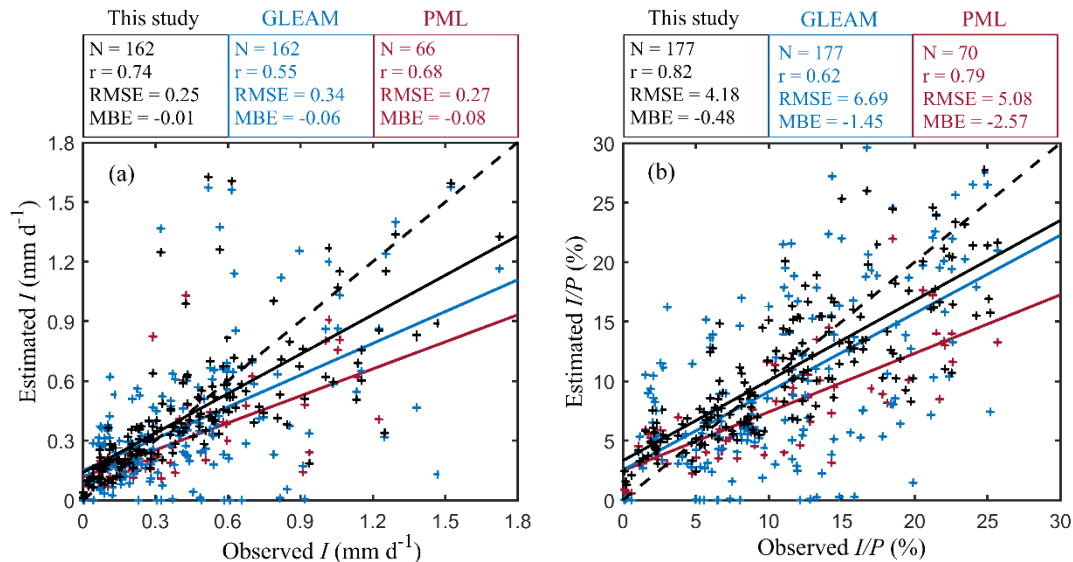 This study GLEAM PML
N = 162 N = 162 N = 66
r = 0.74 r = 0.55 r = 0.68
RMSE = 0.25 RMSE = 0.34 RMSE = 0.27
MBE = -0.01 MBE = -0.06 MBE = -0.08
(a)
1.8
1.5
1.2
0.9
0.6
0.3
0
Estimated I (mm d⁻¹)
0 0.3 0.6 0.9 1.2 1.5 1.8
Observed I (mm d⁻¹)
This study GLEAM PML
N = 177 N = 177 N = 70
r = 0.82 r = 0.62 r = 0.79
RMSE = 4.18 RMSE = 6.69 RMSE = 5.08
MBE = -0.48 MBE = -1.45 MBE = -2.57
(b)
30
25
20
15
10
5
0
Estimated I/P (%)
0 5 10 15 20 25 30
Observed I/P (%)